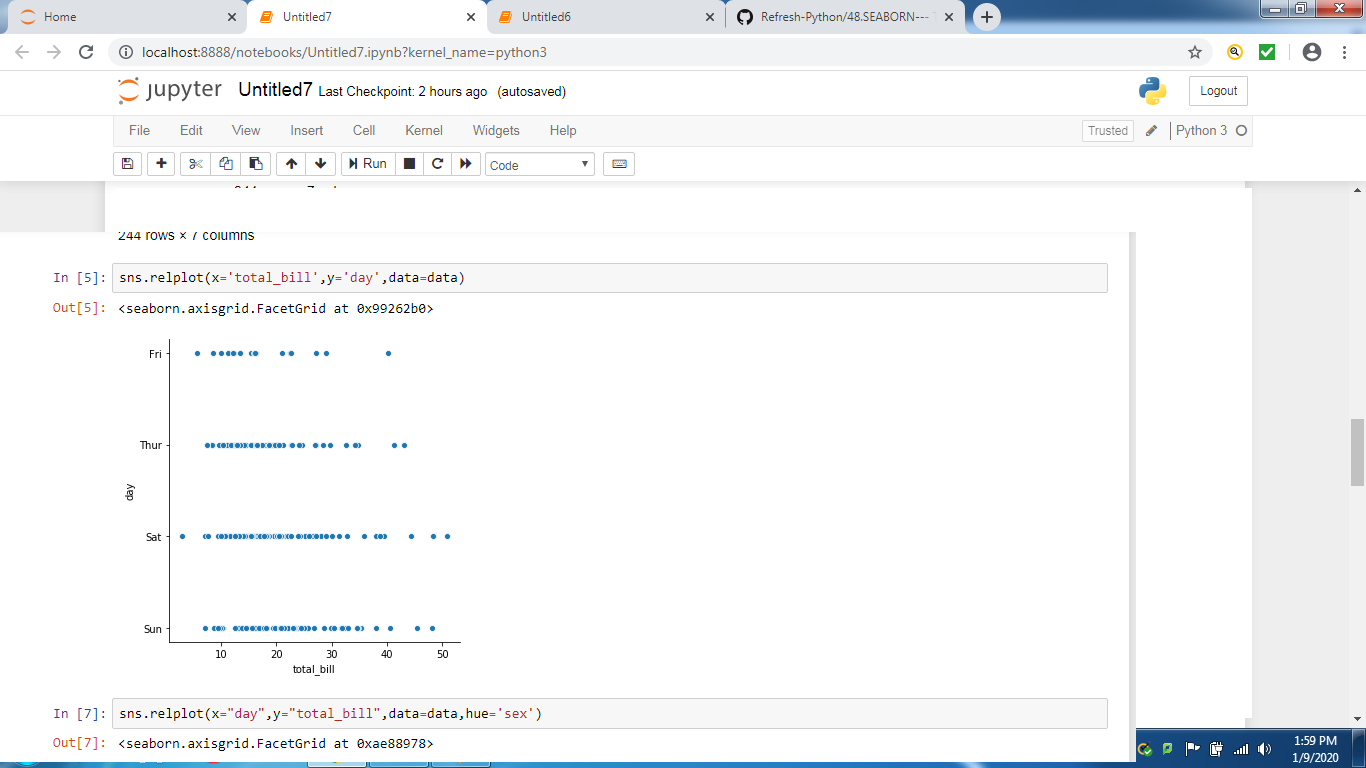 Home
Untitled7
Untitled6
Refresh-Python/48.SEABORN---
localhost:8888/notebooks/Untitled7.ipynb?kernel_name=python3
jupyter Untitled7 Last Checkpoint: 2 hours ago (autosaved)
Logout
File Edit View Insert Cell Kernel Widgets Help
Trusted Python 3
Run Code
244 rows × 7 columns
In [5]: sns.relplot(x='total_bill',y='day',data=data)
Out[5]: <seaborn.axisgrid.FacetGrid at 0x99262b0>
Fri
Thur
day
Sat
Sun
10 20 30 40 50
total_bill
In [7]: sns.relplot(x="day",y="total_bill",data=data,hue='sex')
Out[7]: <seaborn.axisgrid.FacetGrid at 0xae88978>
1:59 PM
1/9/2020